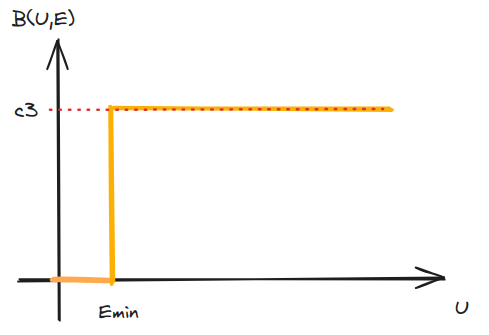 B(U,E)
c3
Emin
U